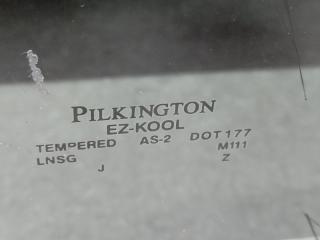 PILKINGTON
EZ-KOOL
TEMPERED AS-2 DOT 177
LNSG M111
J Z